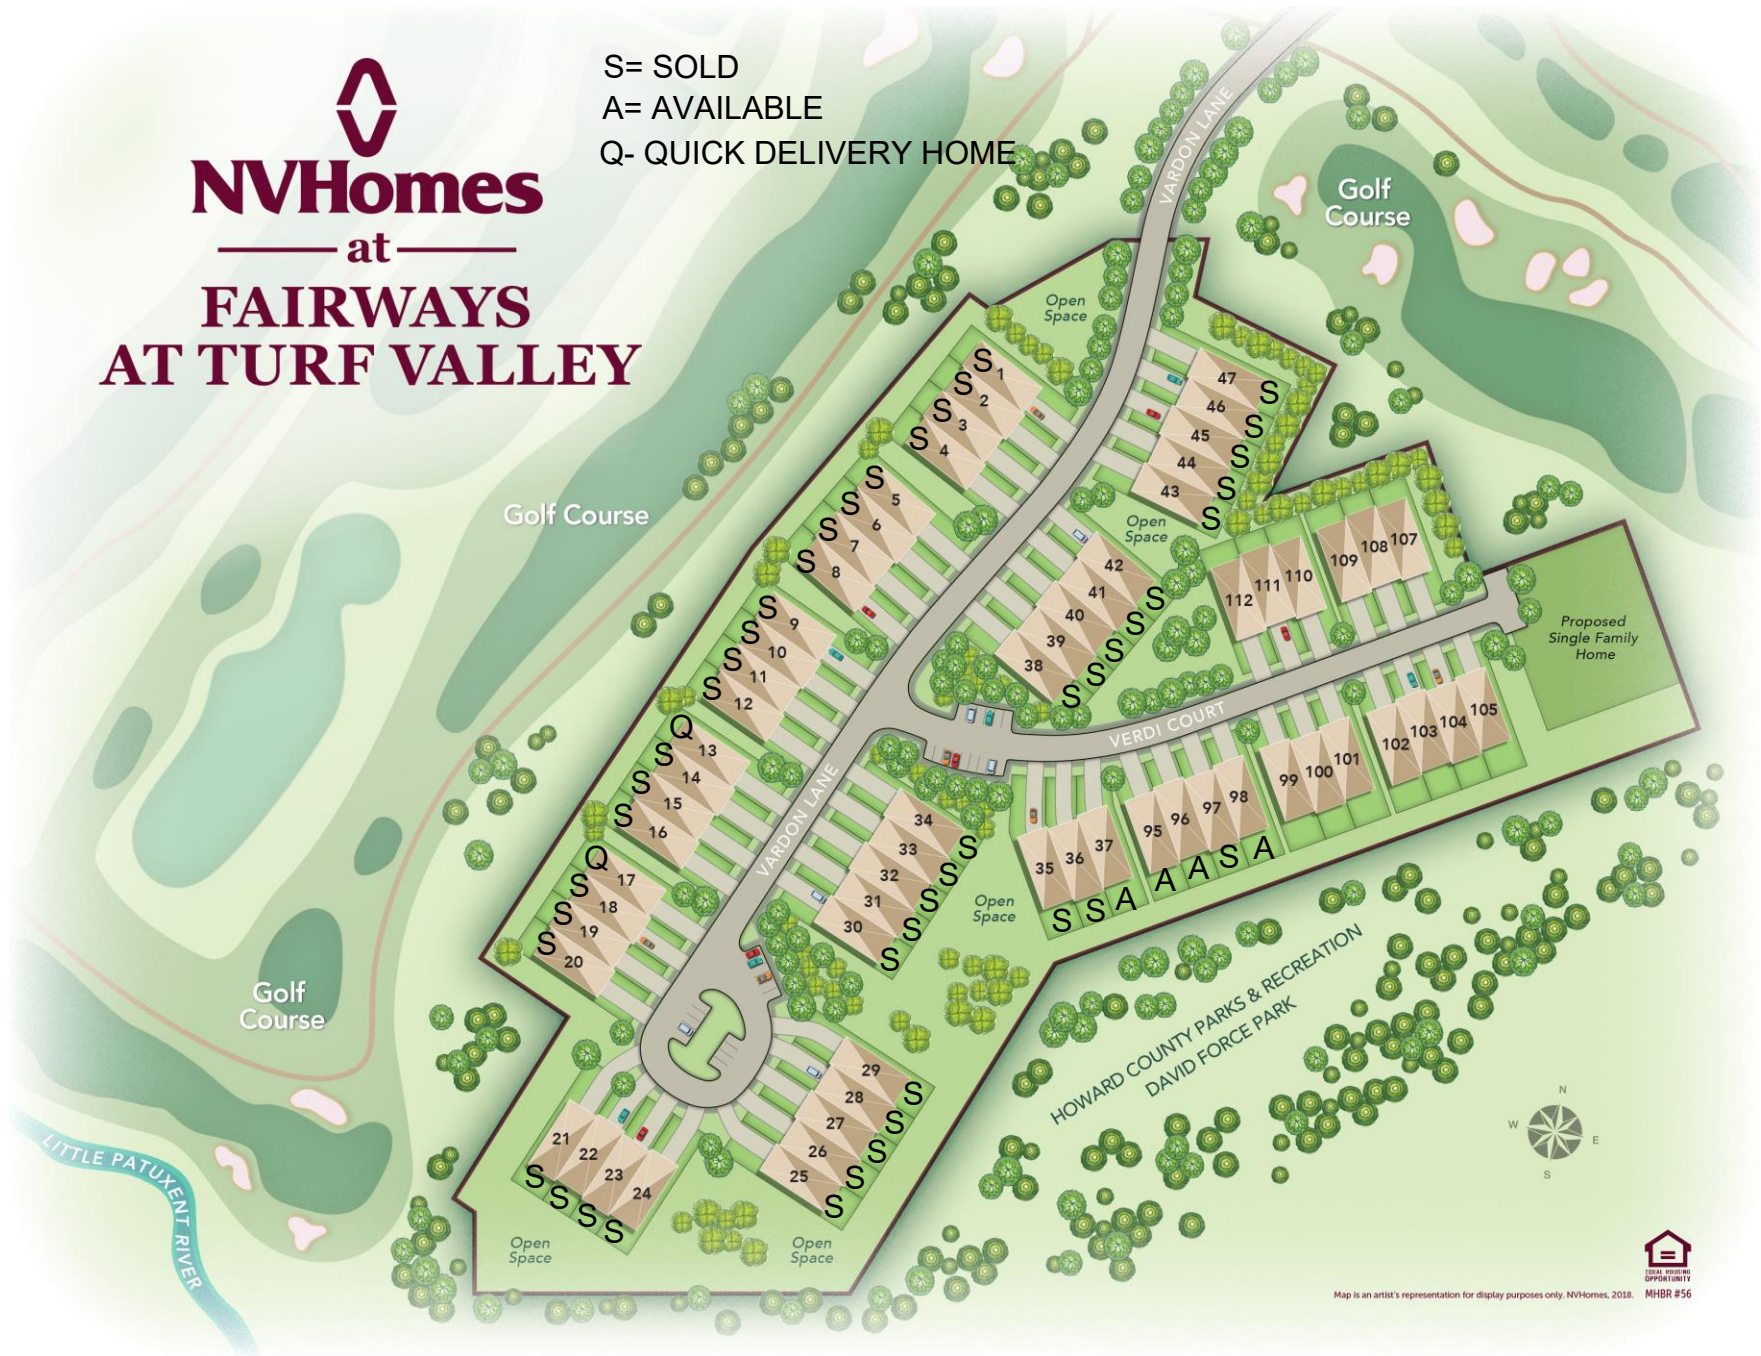 S= SOLD
A= AVAILABLE
Q- QUICK DELIVERY HOME
NVHomes
at
FAIRWAYS
AT TURF VALLEY
VARDON LANE
Golf
Course
Open
Space
S 1
S 2
S 3
S 4
47 S
46 S
45 S
44 S
43 S
S 5
S 6
S 7
S 8
Golf Course
Open
Space
42 S
41 S
40 S
39 S
38 S
112 111 110
109 108 107
Proposed
Single Family
Home
S 9
S 10
S 11
S 12
VERDI COURT
Q 13
S 14
S 15
S 16
VARDON LANE
99 100 101
102 103 104 105
95 96 97 98
A A S A
35 36 37
S S A
34 S
33 S
32 S
31 S
30 S
Open
Space
Q 17
S 18
S 19
S 20
Golf
Course
HOWARD COUNTY PARKS & RECREATION
DAVID FORCE PARK
29 S
28 S
27 S
26 S
25 S
21 22 23 24
S S S S
Open
Space
Open
Space
LITTLE PATUXENT RIVER
N
W E
S
EQUAL HOUSING
OPPORTUNITY
Map is an artist's representation for display purposes only. NVHomes, 2018. MHBR #56